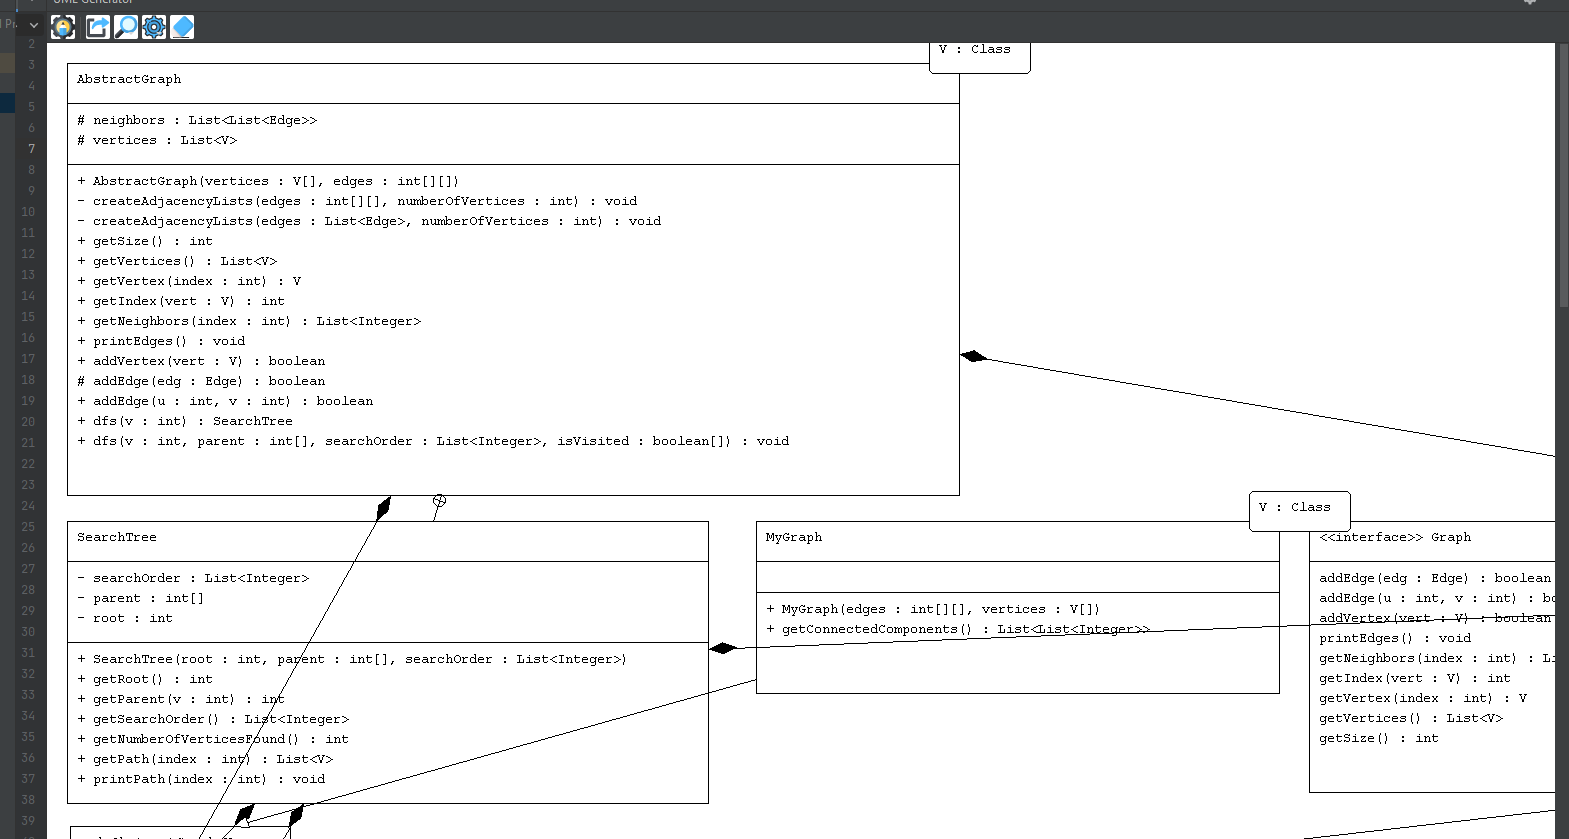 UML Generator
V : Class
AbstractGraph
# neighbors : List<List<Edge>>
# vertices : List<V>
+ AbstractGraph(vertices : V[], edges : int[][])
- createAdjacencyLists(edges : int[][], numberOfVertices : int) : void
- createAdjacencyLists(edges : List<Edge>, numberOfVertices : int) : void
+ getSize() : int
+ getVertices() : List<V>
+ getVertex(index : int) : V
+ getIndex(vert : V) : int
+ getNeighbors(index : int) : List<Integer>
+ printEdges() : void
+ addVertex(vert : V) : boolean
# addEdge(edg : Edge) : boolean
+ addEdge(u : int, v : int) : boolean
+ dfs(v : int) : SearchTree
+ dfs(v : int, parent : int[], searchOrder : List<Integer>, isVisited : boolean[]) : void
SearchTree
- searchOrder : List<Integer>
- parent : int[]
- root : int
+ SearchTree(root : int, parent : int[], searchOrder : List<Integer>)
+ getRoot() : int
+ getParent(v : int) : int
+ getSearchOrder() : List<Integer>
+ getNumberOfVerticesFound() : int
+ getPath(index : int) : List<V>
+ printPath(index : int) : void
MyGraph
+ MyGraph(edges : int[][], vertices : V[])
+ getConnectedComponents() : List<List<Integer>>
V : Class
<<interface>> Graph
addEdge(edg : Edge) : boolean
addEdge(u : int, v : int) : bo
addVertex(vert : V) : boolean
printEdges() : void
getNeighbors(index : int) : Li
getIndex(vert : V) : int
getVertex(index : int) : V
getVertices() : List<V>
getSize() : int
2
3
4
5
6
7
8
9
10
11
12
13
14
15
16
17
18
19
20
21
22
23
24
25
26
27
28
29
30
31
32
33
34
35
36
37
38
39